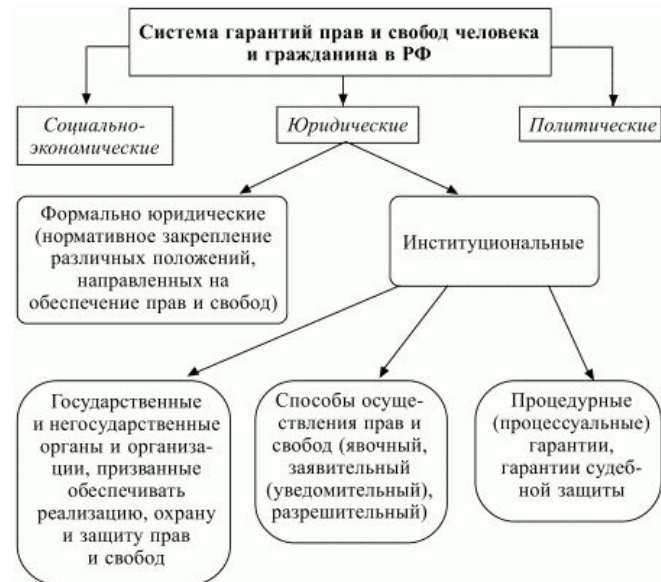 Система гарантий прав и свобод человека
и гражданина в РФ
Социально-
экономические
Юридические
Политические
Формально юридические
(нормативное закрепление
различных положений,
направленных на
обеспечение прав и свобод)
Институциональные
Государственные
и негосударственные
органы и организа-
ции, призванные
обеспечивать
реализацию, охрану
и защиту прав
и свобод
Способы осуще-
ствления прав и
свобод (явочный,
заявительный
(уведомительный),
разрешительный)
Процедурные
(процессуальные)
гарантии,
гарантии судеб-
ной защиты